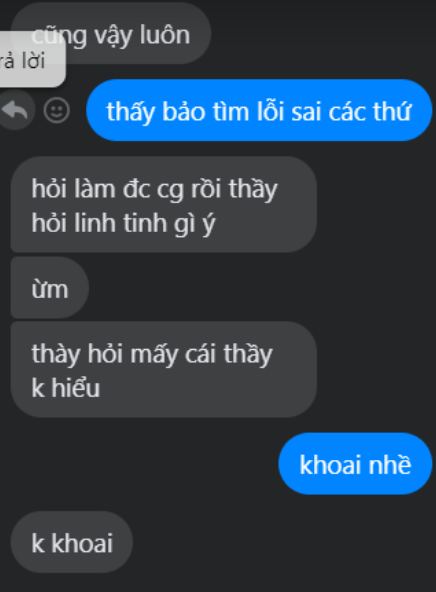 cũng vậy luôn
rả lời
thấy bảo tìm lỗi sai các thứ
hỏi làm đc cg rồi thầy
hỏi linh tinh gì ý
ừm
thày hỏi mấy cái thầy
k hiểu
khoai nhề
k khoai